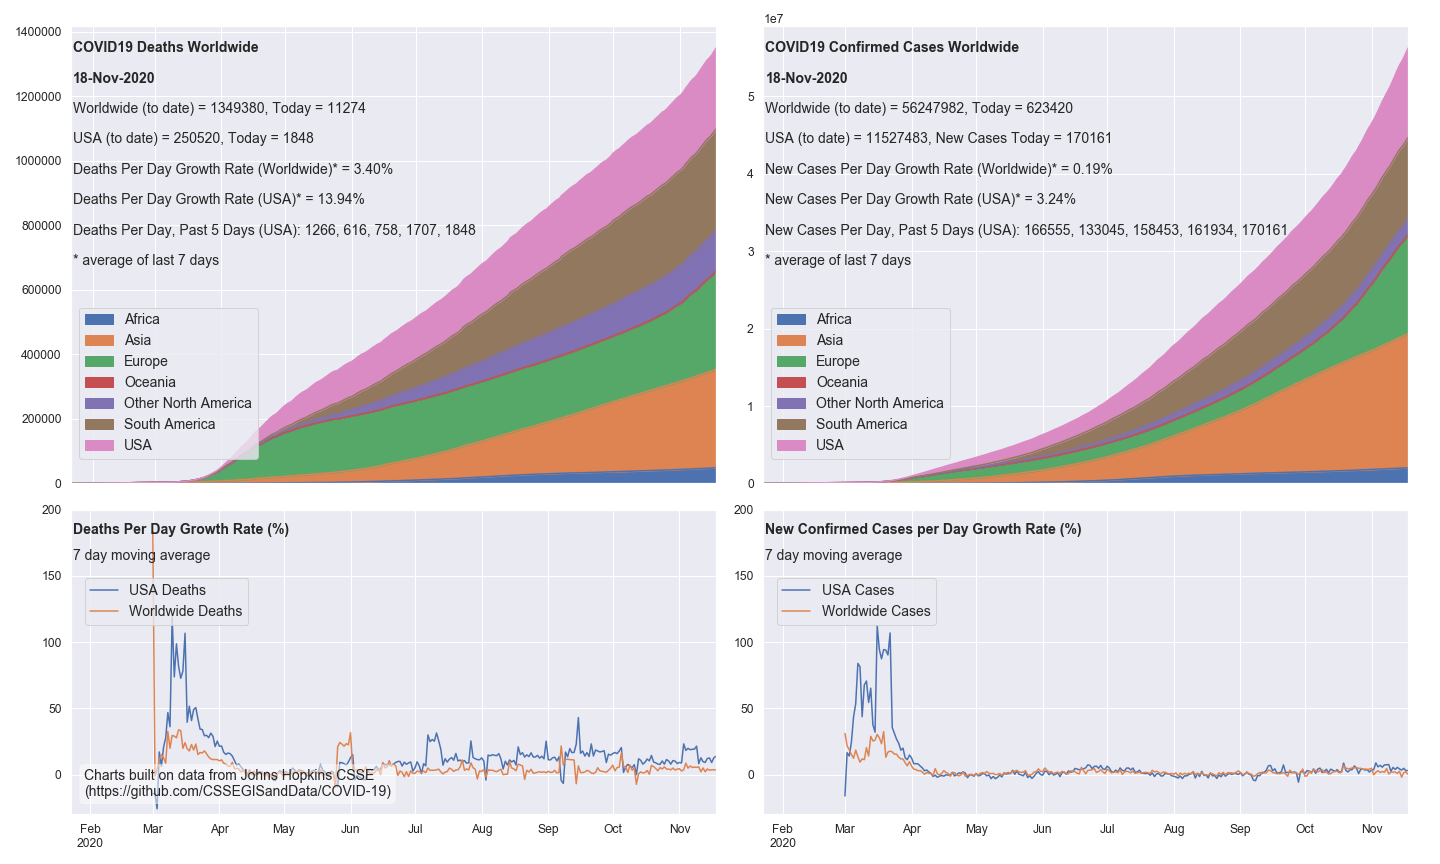 COVID19 Deaths Worldwide
18-Nov-2020
Worldwide (to date) = 1349380, Today = 11274
USA (to date) = 250520, Today = 1848
Deaths Per Day Growth Rate (Worldwide)* = 3.40%
Deaths Per Day Growth Rate (USA)* = 13.94%
Deaths Per Day, Past 5 Days (USA): 1266, 616, 758, 1707, 1848
* average of last 7 days
1400000
1200000
1000000
800000
600000
400000
200000
0
Africa
Asia
Europe
Oceania
Other North America
South America
USA
1e7
COVID19 Confirmed Cases Worldwide
18-Nov-2020
Worldwide (to date) = 56247982, Today = 623420
USA (to date) = 11527483, New Cases Today = 170161
New Cases Per Day Growth Rate (Worldwide)* = 0.19%
New Cases Per Day Growth Rate (USA)* = 3.24%
New Cases Per Day, Past 5 Days (USA): 166555, 133045, 158453, 161934, 170161
* average of last 7 days
5
4
3
2
1
0
Africa
Asia
Europe
Oceania
Other North America
South America
USA
Deaths Per Day Growth Rate (%)
7 day moving average
USA Deaths
Worldwide Deaths
200
150
100
50
0
Charts built on data from Johns Hopkins CSSE
(https://github.com/CSSEGISandData/COVID-19)
Feb Mar Apr May Jun Jul Aug Sep Oct Nov
2020
New Confirmed Cases per Day Growth Rate (%)
7 day moving average
USA Cases
Worldwide Cases
200
150
100
50
0
Feb Mar Apr May Jun Jul Aug Sep Oct Nov
2020